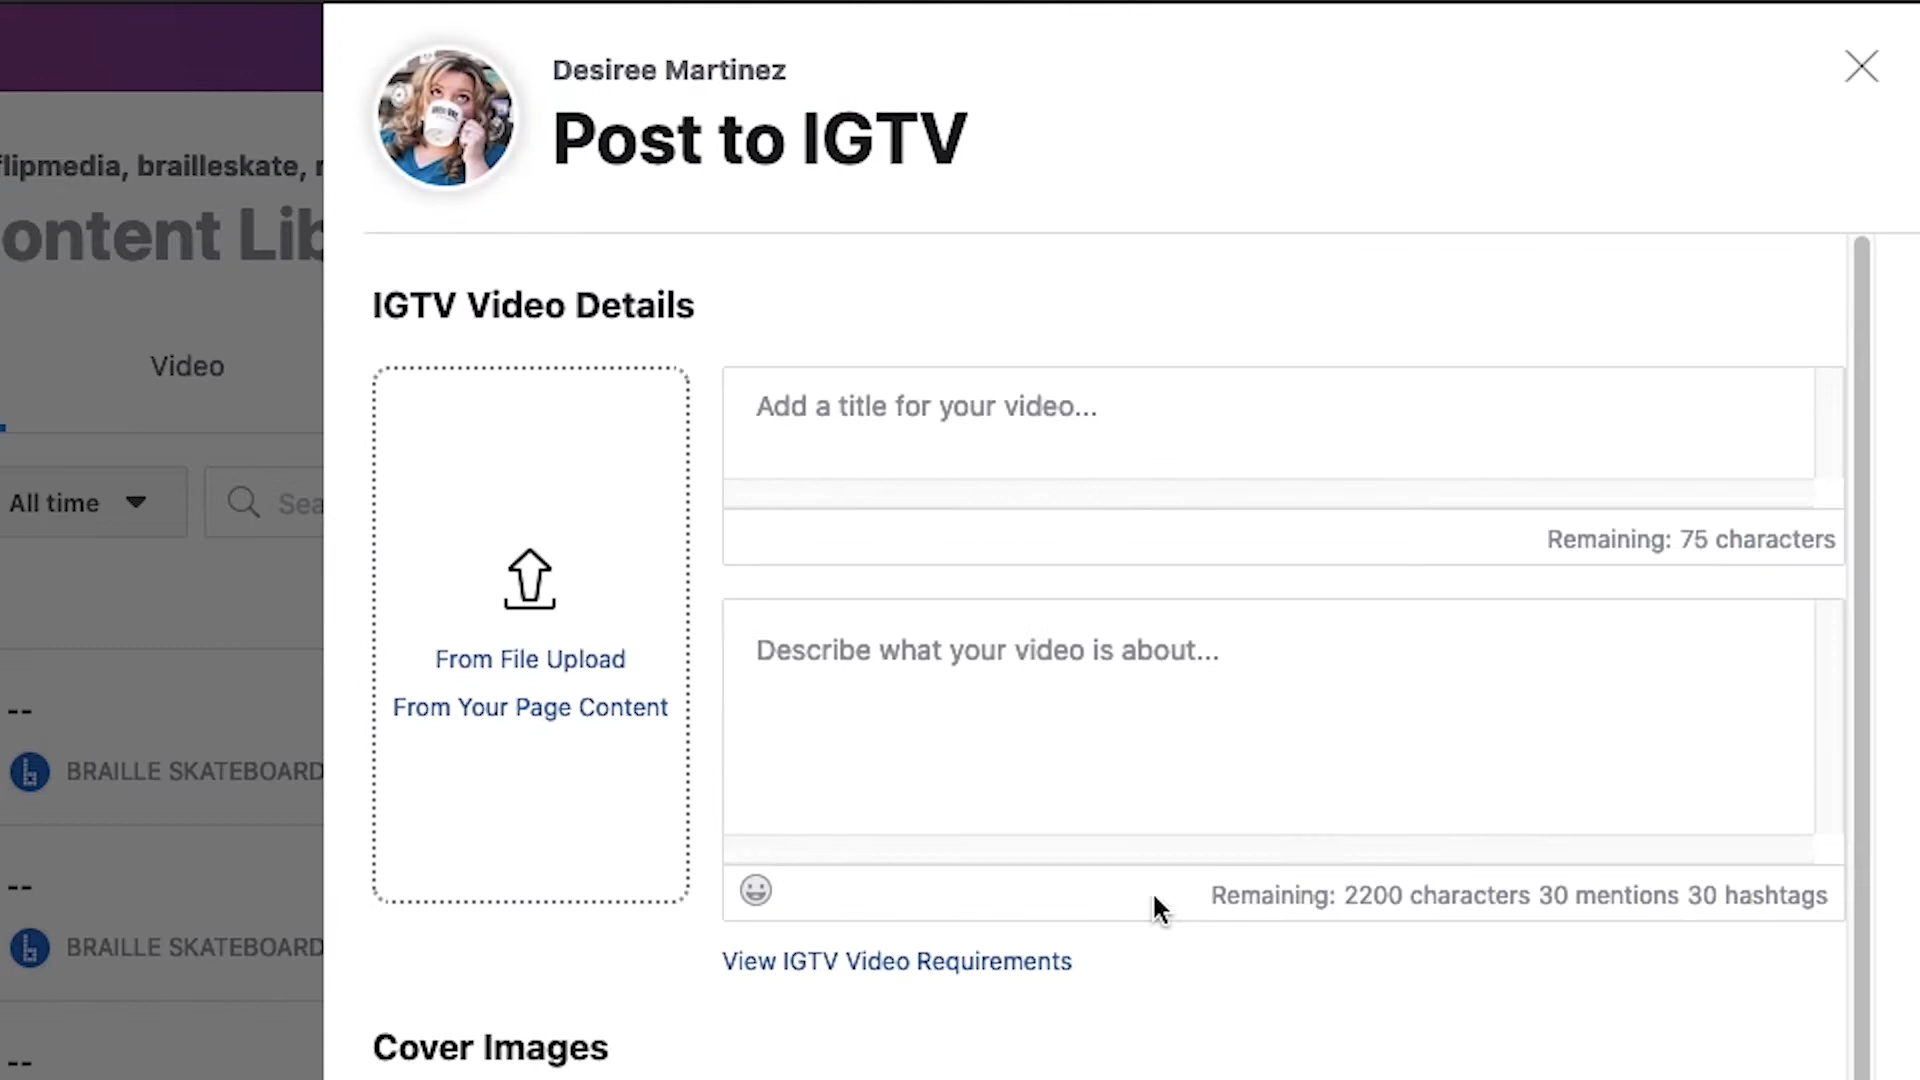 Desiree Martinez
Post to IGTV
flipmedia, brailleskate,
ontent Lib
IGTV Video Details
Video
Add a title for your video...
All time
Sea
Remaining: 75 characters
Describe what your video is about...
From File Upload
From Your Page Content
--
BRAILLE SKATEBOARD
--
Remaining: 2200 characters 30 mentions 30 hashtags
BRAILLE SKATEBOARD
View IGTV Video Requirements
Cover Images
--